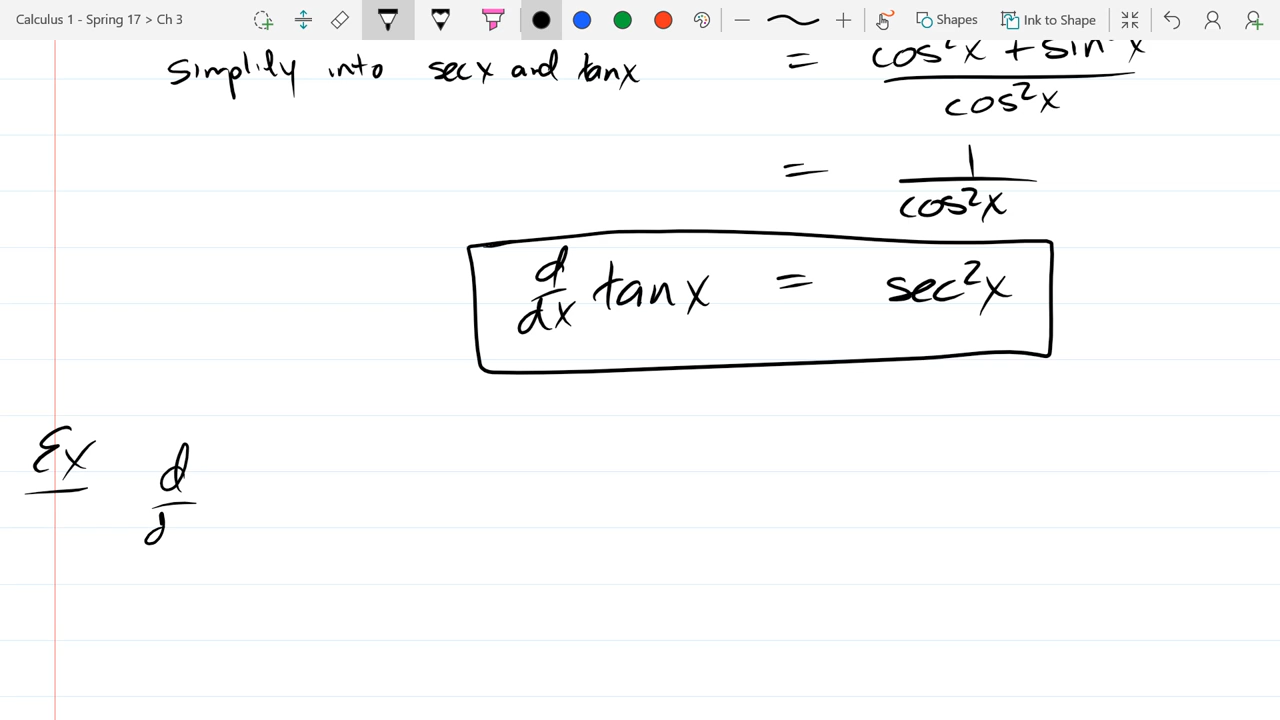 Calculus 1 - Spring 17 > Ch 3
Shapes
Ink to Shape
simplify into sec x and tan x
= cos²x + sin²x / cos²x
= 1 / cos²x
d/dx tan x = sec²x
Ex d/d